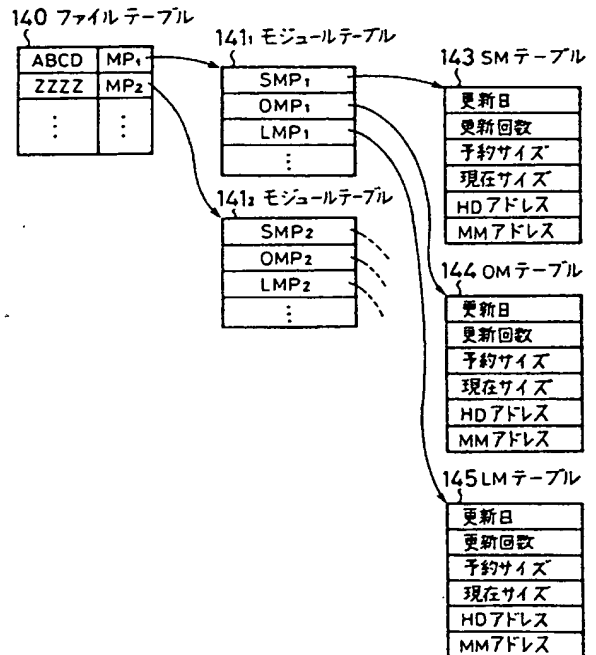 140 ファイルテーブル
ABCD MP₁
ZZZZ MP₂
⋮ ⋮
141₁ モジュールテーブル
SMP₁
OMP₁
LMP₁
⋮
141₂ モジュールテーブル
SMP₂
OMP₂
LMP₂
⋮
143 SMテーブル
更新日
更新回数
予約サイズ
現在サイズ
HDアドレス
MMアドレス
144 OMテーブル
更新日
更新回数
予約サイズ
現在サイズ
HDアドレス
MMアドレス
145 LMテーブル
更新日
更新回数
予約サイズ
現在サイズ
HDアドレス
MMアドレス